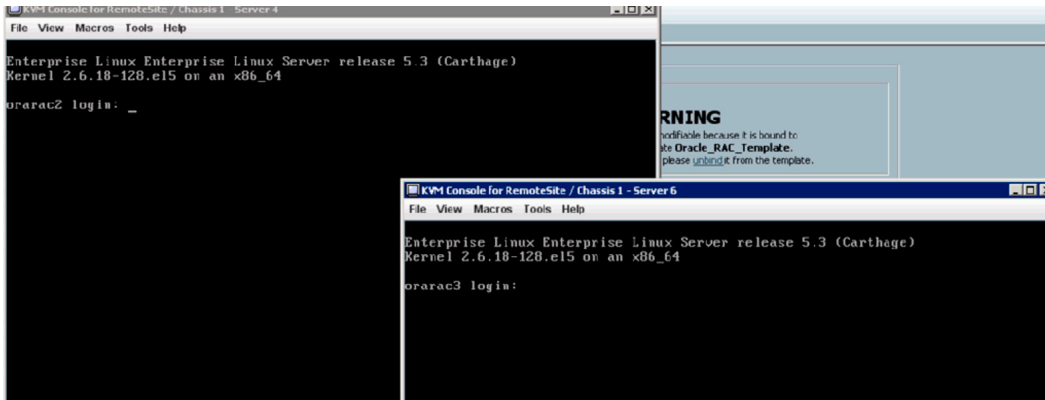 KVM Console for RemoteSite / Chassis 1 - Server 4
File View Macros Tools Help
Enterprise Linux Enterprise Linux Server release 5.3 (Carthage)
Kernel 2.6.18-128.el5 on an x86_64
orarac2 login: _
RNING
modifiable because it is bound to
te Oracle_RAC_Template.
please unbind it from the template.
KVM Console for RemoteSite / Chassis 1 - Server 6
File View Macros Tools Help
Enterprise Linux Enterprise Linux Server release 5.3 (Carthage)
Kernel 2.6.18-128.el5 on an x86_64
orarac3 login: